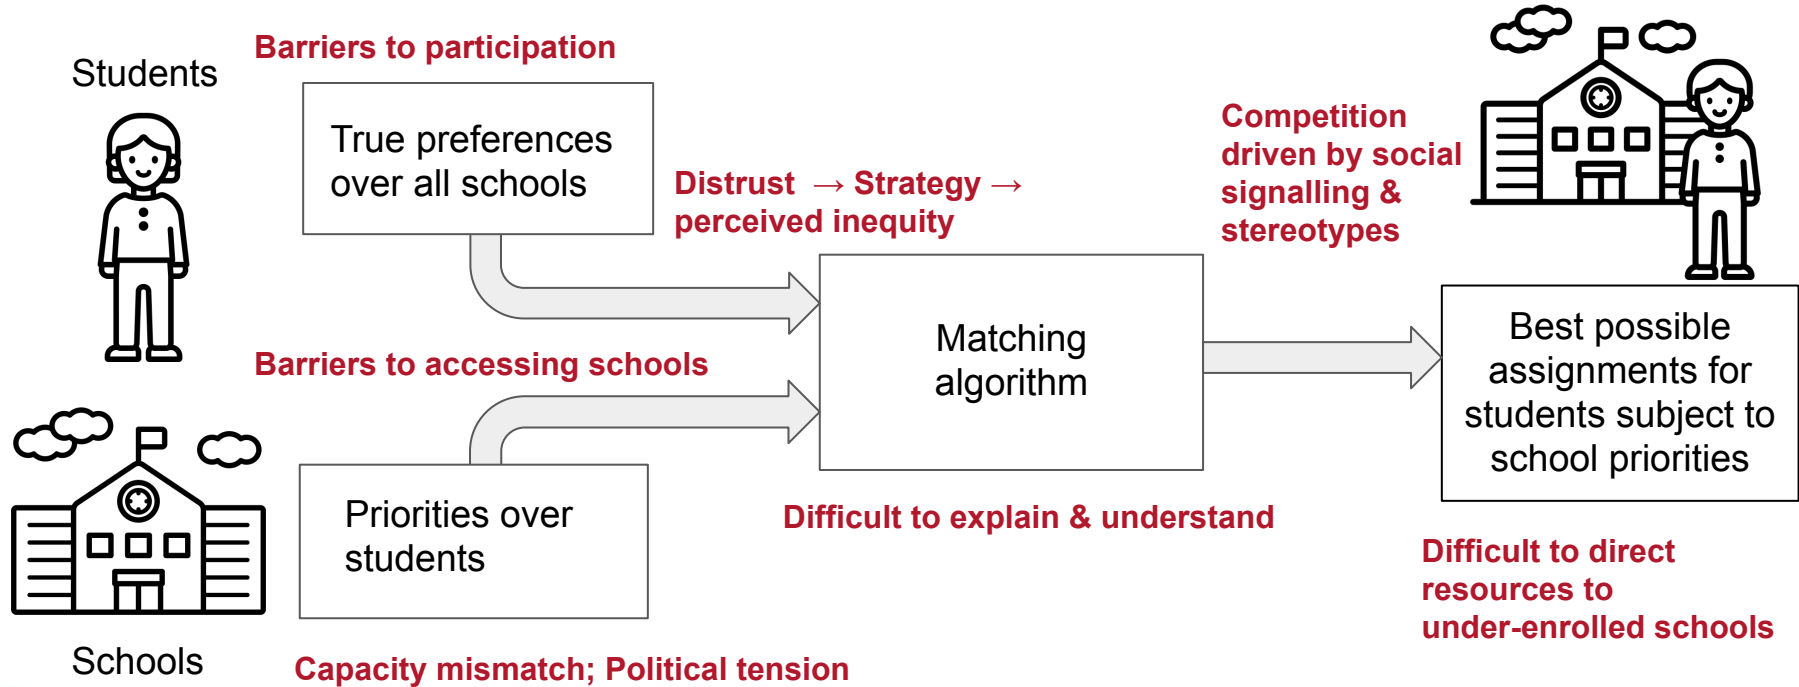 Students
Barriers to participation
True preferences
over all schools
Distrust → Strategy →
perceived inequity
Competition
driven by social
signalling &
stereotypes
Barriers to accessing schools
Matching
algorithm
Best possible
assignments for
students subject to
school priorities
Priorities over
students
Difficult to explain & understand
Difficult to direct
resources to
under-enrolled schools
Schools
Capacity mismatch; Political tension